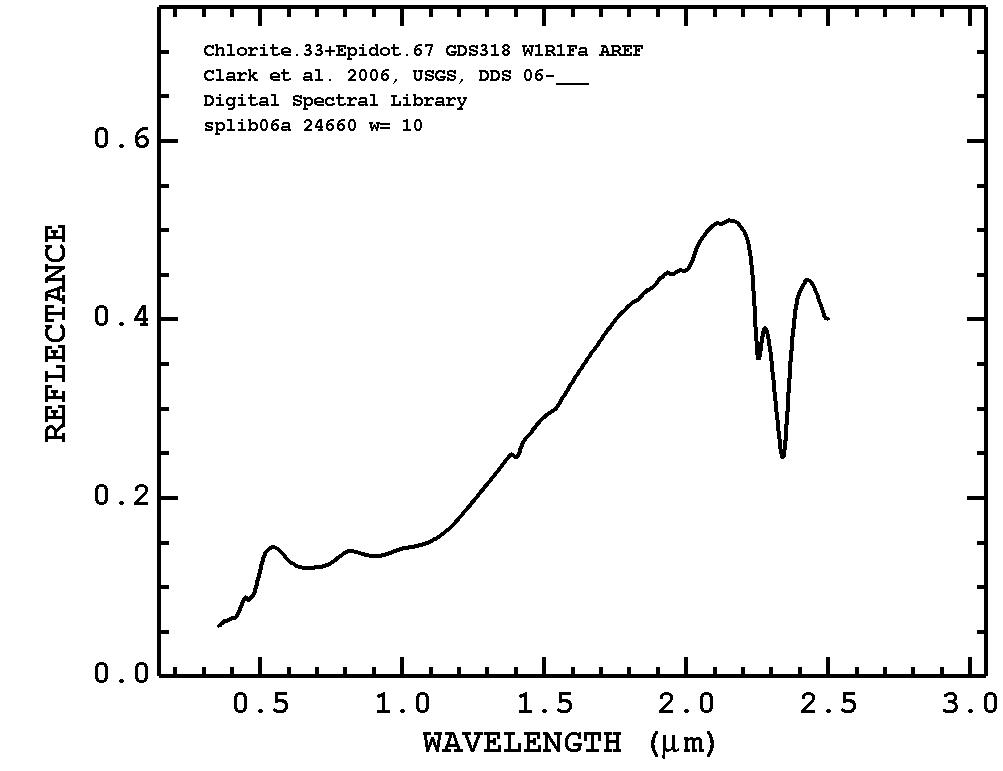 Chlorite.33+Epidot.67 GDS318 W1R1Fa AREF
Clark et al. 2006, USGS, DDS 06-___
Digital Spectral Library
splib06a 24660 w= 10
0.6
0.4
0.2
0.0
REFLECTANCE
0.5 1.0 1.5 2.0 2.5 3.0
WAVELENGTH (μm)